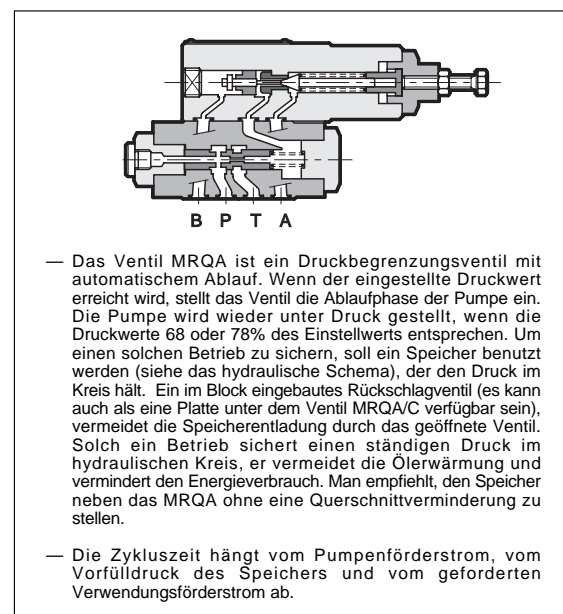 B P T A
— Das Ventil MRQA ist ein Druckbegrenzungsventil mit
automatischem Ablauf. Wenn der eingestellte Druckwert
erreicht wird, stellt das Ventil die Ablaufphase der Pumpe ein.
Die Pumpe wird wieder unter Druck gestellt, wenn die
Druckwerte 68 oder 78% des Einstellwerts entsprechen. Um
einen solchen Betrieb zu sichern, soll ein Speicher benutzt
werden (siehe das hydraulische Schema), der den Druck im
Kreis hält. Ein im Block eingebautes Rückschlagventil (es kann
auch als eine Platte unter dem Ventil MRQA/C verfügbar sein),
vermeidet die Speicherentladung durch das geöffnete Ventil.
Solch ein Betrieb sichert einen ständigen Druck im
hydraulischen Kreis, er vermeidet die Ölerwärmung und
vermindert den Energieverbrauch. Man empfiehlt, den Speicher
neben das MRQA ohne eine Querschnittverminderung zu
stellen.
— Die Zykluszeit hängt vom Pumpenförderstrom, vom
Vorfülldruck des Speichers und vom geforderten
Verwendungsförderstrom ab.